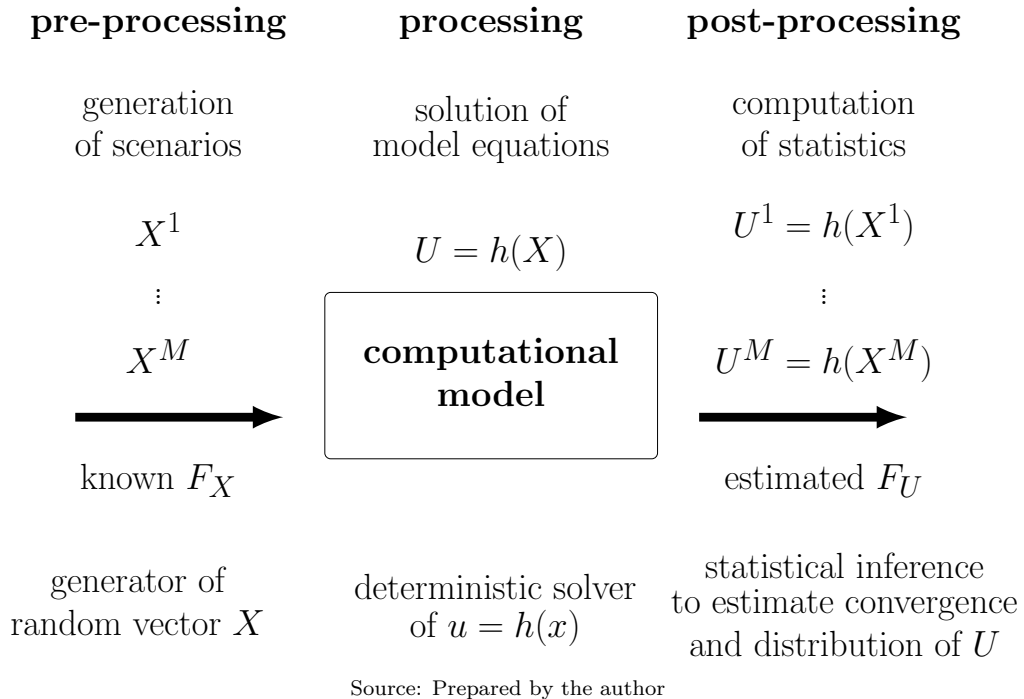 pre-processing processing post-processing
generation
of scenarios
solution of
model equations
computation
of statistics
X^1
⋮
X^M
U = h(X)
computational
model
U^1 = h(X^1)
⋮
U^M = h(X^M)
known F_X
estimated F_U
generator of
random vector X
deterministic solver
of u = h(x)
statistical inference
to estimate convergence
and distribution of U
Source: Prepared by the author